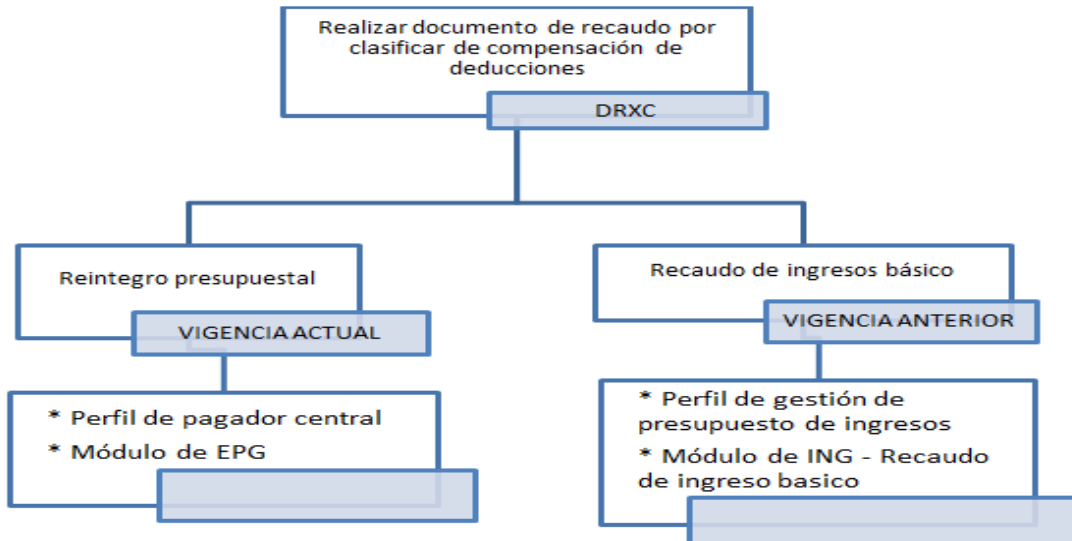 Realizar documento de recaudo por
clasificar de compensación de
deducciones
DRXC
Reintegro presupuestal
VIGENCIA ACTUAL
* Perfil de pagador central
* Módulo de EPG
Recaudo de ingresos básico
VIGENCIA ANTERIOR
* Perfil de gestión de
presupuesto de ingresos
* Módulo de ING - Recaudo
de ingreso basico